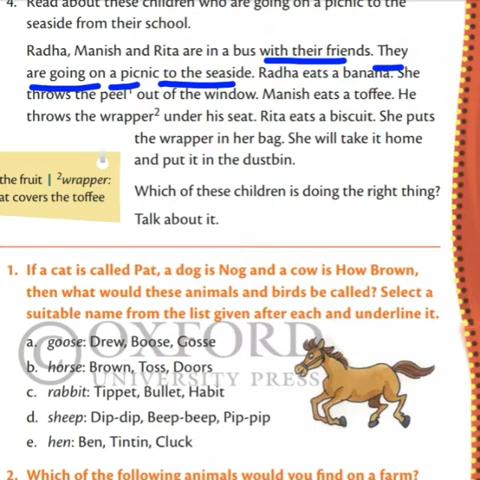 4. Read about these children who are going on a picnic to the
seaside from their school.
Radha, Manish and Rita are in a bus with their friends. They
are going on a picnic to the seaside. Radha eats a banana. She
throws the peel¹ out of the window. Manish eats a toffee. He
throws the wrapper² under his seat. Rita eats a biscuit. She puts
the wrapper in her bag. She will take it home
and put it in the dustbin.
the fruit | ²wrapper:
at covers the toffee
Which of these children is doing the right thing?
Talk about it.
1. If a cat is called Pat, a dog is Nog and a cow is How Brown,
then what would these animals and birds be called? Select a
suitable name from the list given after each and underline it.
a. goose: Drew, Boose, Gosse
b. horse: Brown, Toss, Doors
c. rabbit: Tippet, Bullet, Habit
d. sheep: Dip-dip, Beep-beep, Pip-pip
e. hen: Ben, Tintin, Cluck
© OXFORD
UNIVERSITY PRESS
2. Which of the following animals would you find on a farm?